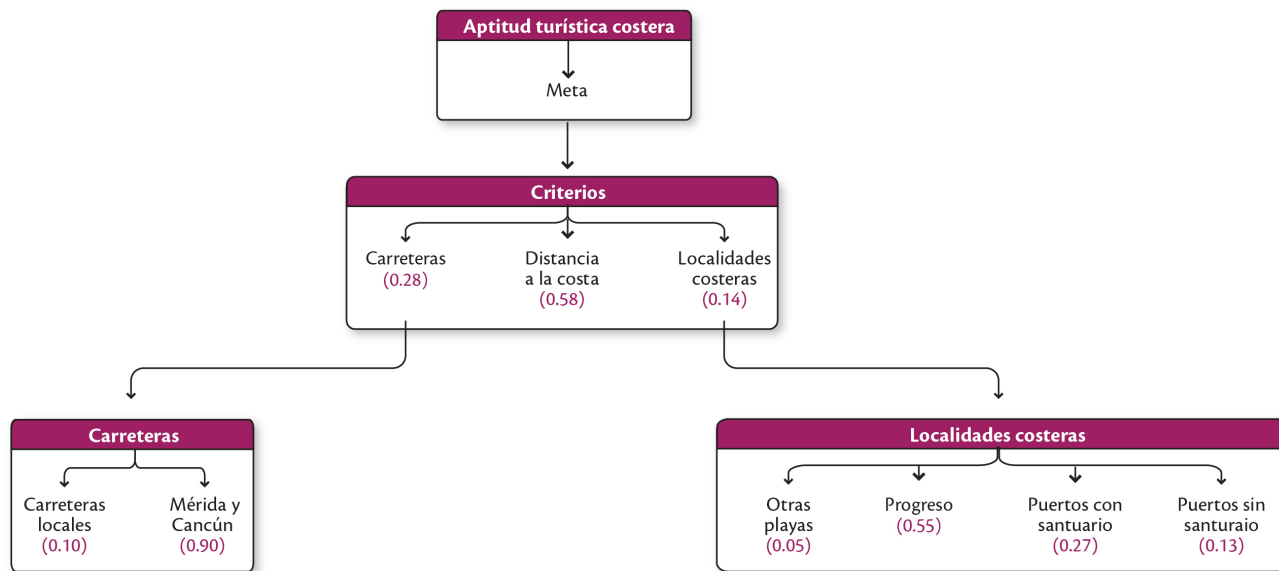 Aptitud turística costera
Meta
Criterios
Carreteras
(0.28)
Distancia
a la costa
(0.58)
Localidades
costeras
(0.14)
Carreteras
Carreteras
locales
(0.10)
Mérida y
Cancún
(0.90)
Localidades costeras
Otras
playas
(0.05)
Progreso
(0.55)
Puertos con
santuario
(0.27)
Puertos sin
santuraio
(0.13)